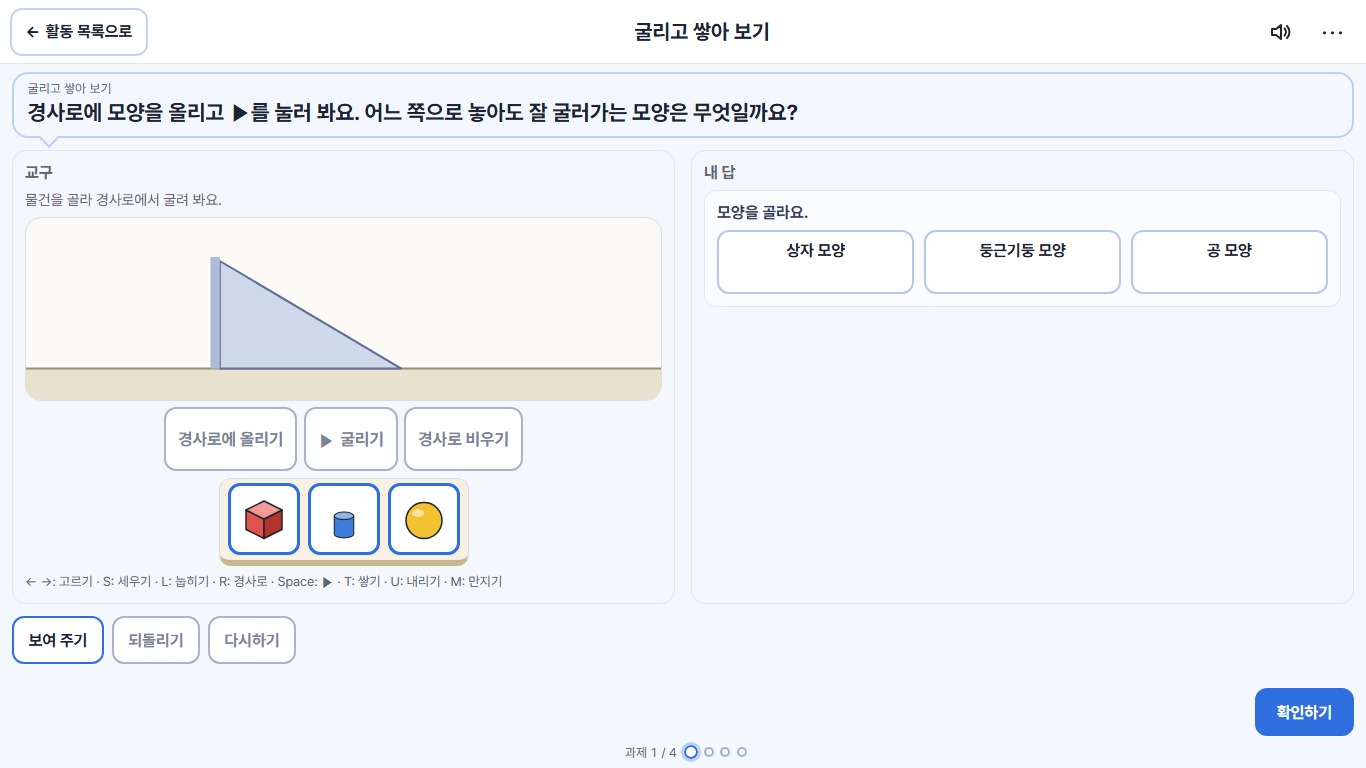 ← 활동 목록으로
굴리고 쌓아 보기
굴리고 쌓아 보기
경사로에 모양을 올리고 ▶를 눌러 봐요. 어느 쪽으로 놓아도 잘 굴러가는 모양은 무엇일까요?
교구
물건을 골라 경사로에서 굴려 봐요.
경사로에 올리기
▶ 굴리기
경사로 비우기
← →: 고르기 · S: 세우기 · L: 눕히기 · R: 경사로 · Space: ▶ · T: 쌓기 · U: 내리기 · M: 만지기
내 답
모양을 골라요.
상자 모양
둥근기둥 모양
공 모양
보여 주기
되돌리기
다시하기
확인하기
과제 1 / 4